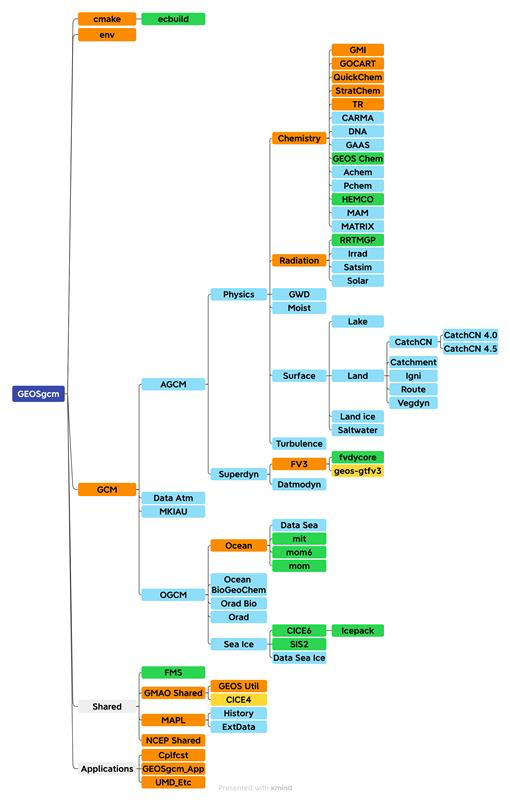 cmake
ecbuild
env
GMI
GOCART
QuickChem
StratChem
TR
CARMA
DNA
Chemistry
GAAS
GEOS Chem
Achem
Pchem
HEMCO
MAM
MATRIX
RRTMGP
Irrad
Radiation
Satsim
Solar
Physics
GWD
Moist
Lake
CatchCN
CatchCN 4.0
CatchCN 4.5
Catchment
Surface
Land
Igni
Route
Vegdyn
AGCM
GEOSgcm
Land ice
Saltwater
Turbulence
fvdycore
FV3
geos-gtfv3
Superdyn
Datmodyn
GCM
Data Atm
MKIAU
Data Sea
mit
Ocean
mom6
mom
Ocean
BioGeoChem
OGCM
Orad Bio
Orad
CICE6
Icepack
Sea Ice
SIS2
Data Sea Ice
FMS
GEOS Util
GMAO Shared
CICE4
Shared
History
MAPL
ExtData
NCEP Shared
Cplfcst
Applications
GEOSgcm_App
UMD_Etc
Presented with xmind